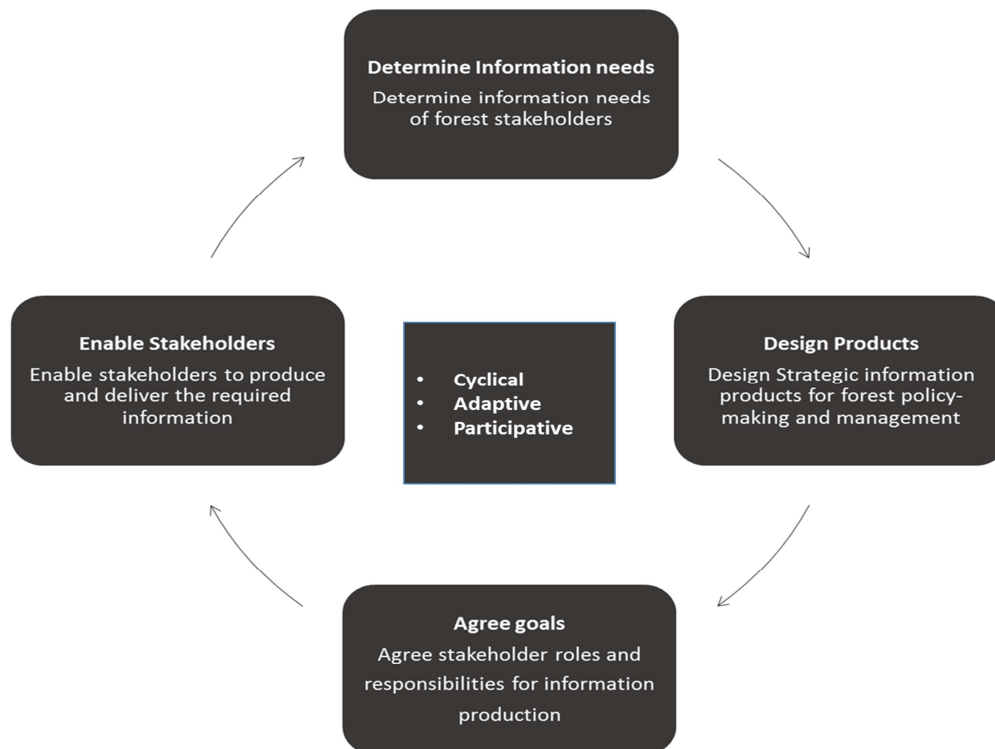 Determine Information needs
Determine information needs
of forest stakeholders
Enable Stakeholders
Enable stakeholders to produce
and deliver the required
information
• Cyclical
• Adaptive
• Participative
Design Products
Design Strategic information
products for forest policy-
making and management
Agree goals
Agree stakeholder roles and
responsibilities for information
production